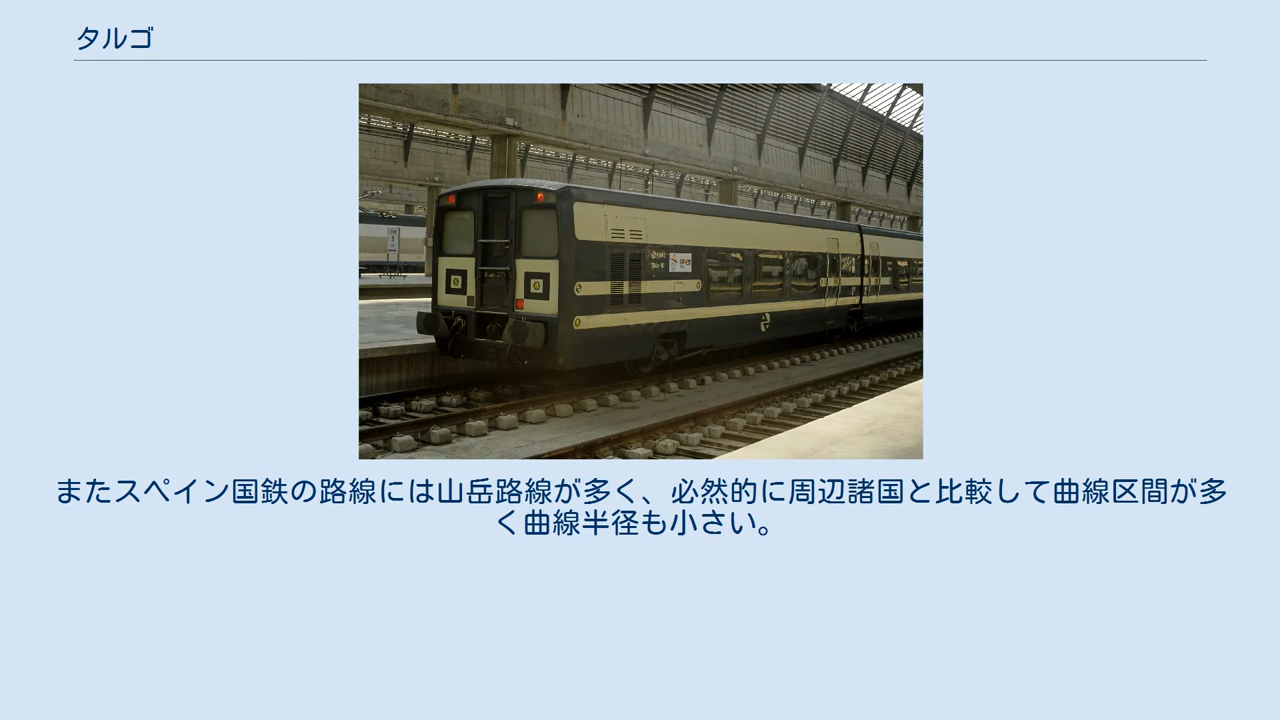 タルゴ
またスペイン国鉄の路線には山岳路線が多く、必然的に周辺諸国と比較して曲線区間が多
く曲線半径も小さい。